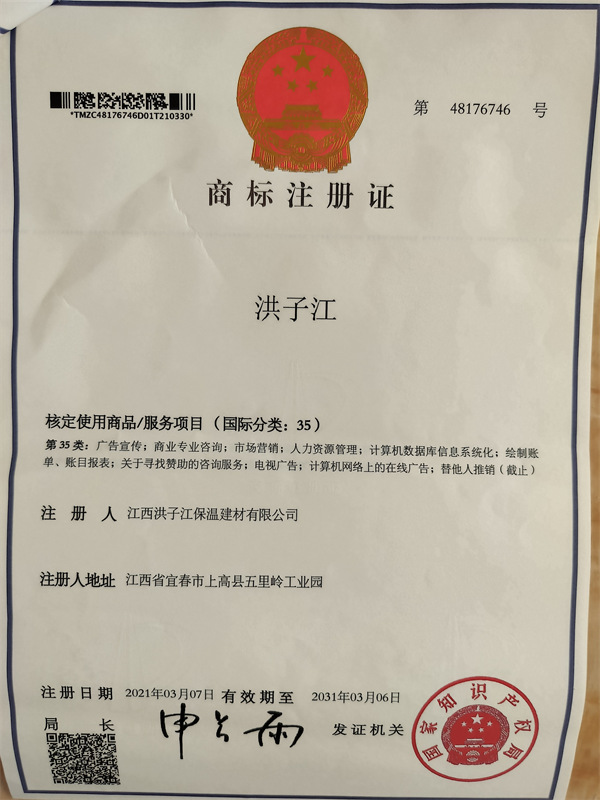 *TMZC48176746D01T210330*
第 48176746 号
商标注册证
洪子江
核定使用商品/服务项目（国际分类：35）
第35类：广告宣传；商业专业咨询；市场营销；人力资源管理；计算机数据库信息系统化；绘制账
单、账目报表；关于寻找赞助的咨询服务；电视广告；计算机网络上的在线广告；替他人推销（截止）
注册人 江西洪子江保温建材有限公司
注册人地址 江西省宜春市上高县五里岭工业园
注册日期 2021年03月07日 有效期至 2031年03月06日
局长 申长雨 发证机关
国家知识产权局